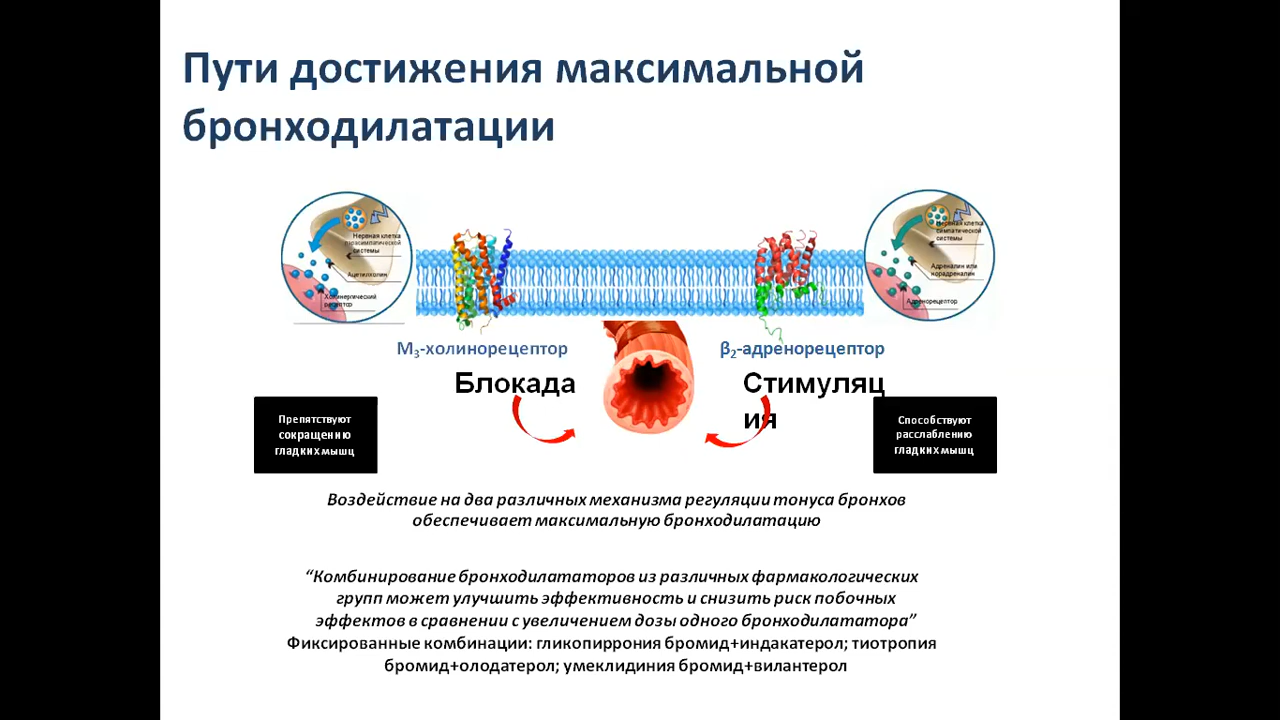 Пути достижения максимальной
бронходилатации
Нервная клетка
парасимпатической
системы
Ацетилхолин
Холинергический
рецептор
Нервная клетка
симпатической
системы
Адреналин или
норадреналин
Адренорецептор
М3-холинорецептор
β2-адренорецептор
Блокада
Стимуляц
ия
Препятствуют
сокращению
гладких мышц
Способствуют
расслаблению
гладких мышц
Воздействие на два различных механизма регуляции тонуса бронхов
обеспечивает максимальную бронходилатацию
“Комбинирование бронходилататоров из различных фармакологических
групп может улучшить эффективность и снизить риск побочных
эффектов в сравнении с увеличением дозы одного бронходилататора”
Фиксированные комбинации: гликопиррония бромид+индакатерол; тиотропия
бромид+олодатерол; умеклидиния бромид+вилантерол